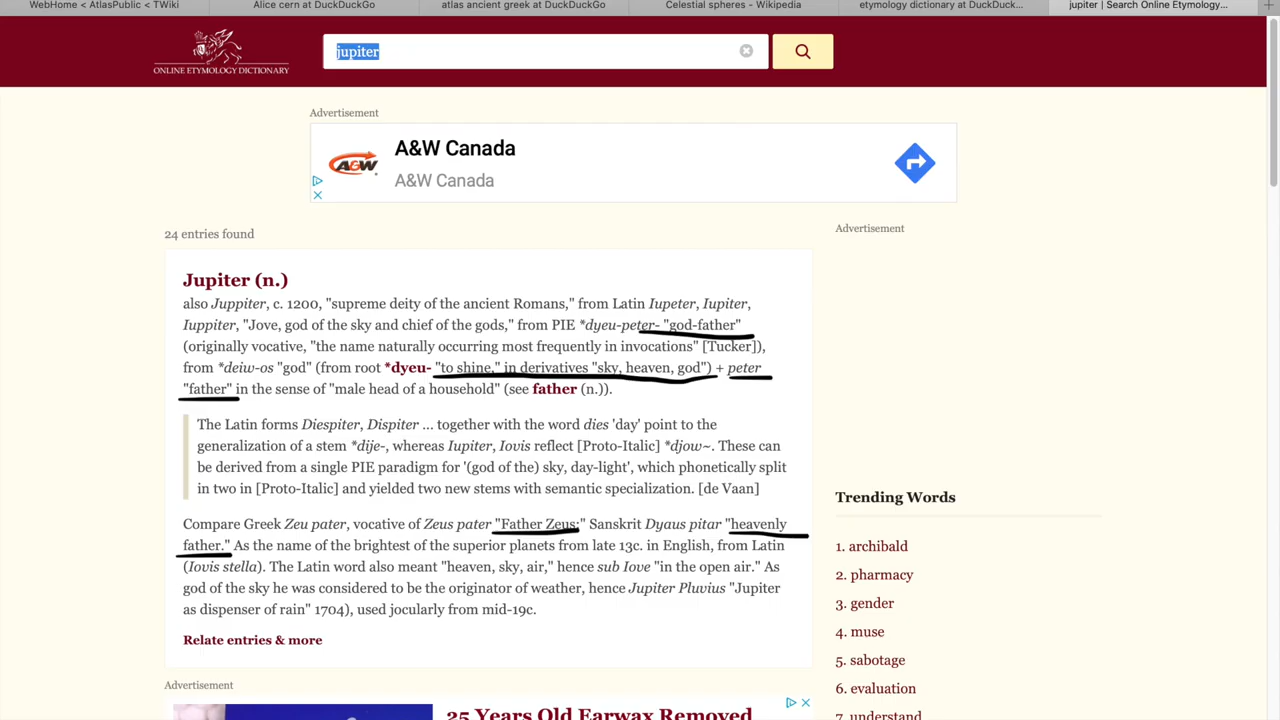 WebHome < AtlasPublic < TWiki
Alice cern at DuckDuckGo
atlas ancient greek at DuckDuckGo
Celestial spheres - Wikipedia
etymology dictionary at DuckDuck...
jupiter | Search Online Etymology...
ONLINE ETYMOLOGY DICTIONARY
jupiter
Advertisement
A&W
A&W Canada
A&W Canada
24 entries found
Advertisement
Jupiter (n.)
also Juppiter, c. 1200, "supreme deity of the ancient Romans," from Latin Iupeter, Iupiter,
Iuppiter, "Jove, god of the sky and chief of the gods," from PIE *dyeu-peter- "god-father"
(originally vocative, "the name naturally occurring most frequently in invocations" [Tucker]),
from *deiw-os "god" (from root *dyeu- "to shine," in derivatives "sky, heaven, god") + peter
"father" in the sense of "male head of a household" (see father (n.)).
The Latin forms Diespiter, Dispiter ... together with the word dies 'day' point to the
generalization of a stem *dije-, whereas Iupiter, Iovis reflect [Proto-Italic] *djow~. These can
be derived from a single PIE paradigm for '(god of the) sky, day-light', which phonetically split
in two in [Proto-Italic] and yielded two new stems with semantic specialization. [de Vaan]
Compare Greek Zeu pater, vocative of Zeus pater "Father Zeus;" Sanskrit Dyaus pitar "heavenly
father." As the name of the brightest of the superior planets from late 13c. in English, from Latin
(Iovis stella). The Latin word also meant "heaven, sky, air," hence sub Iove "in the open air." As
god of the sky he was considered to be the originator of weather, hence Jupiter Pluvius "Jupiter
as dispenser of rain" 1704), used jocularly from mid-19c.
Relate entries & more
Trending Words
1. archibald
2. pharmacy
3. gender
4. muse
5. sabotage
6. evaluation
7. understand
Advertisement
25 Years Old Earwax Removed